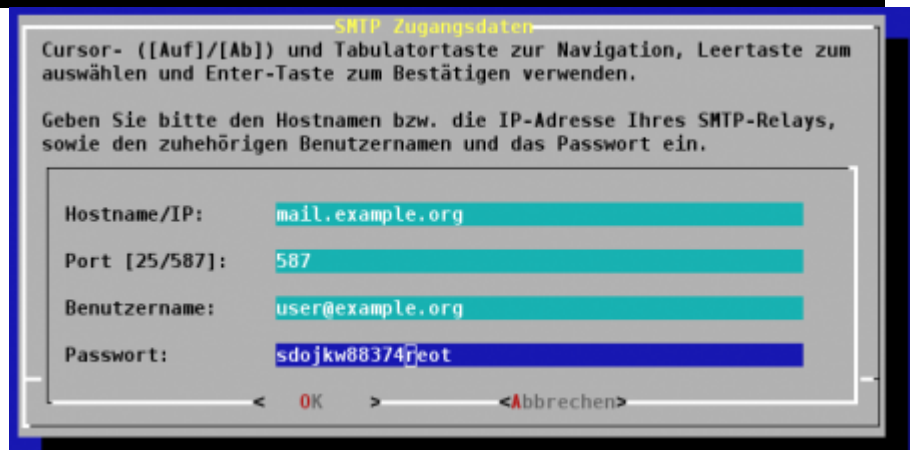 SMTP Zugangsdaten
Cursor- ([Auf]/[Ab]) und Tabulatortaste zur Navigation, Leertaste zum
auswählen und Enter-Taste zum Bestätigen verwenden.
Geben Sie bitte den Hostnamen bzw. die IP-Adresse Ihres SMTP-Relays,
sowie den zuhehörigen Benutzernamen und das Passwort ein.
Hostname/IP: mail.example.org
Port [25/587]: 587
Benutzername: user@example.org
Passwort: sdojkw88374reot
< OK > <Abbrechen>